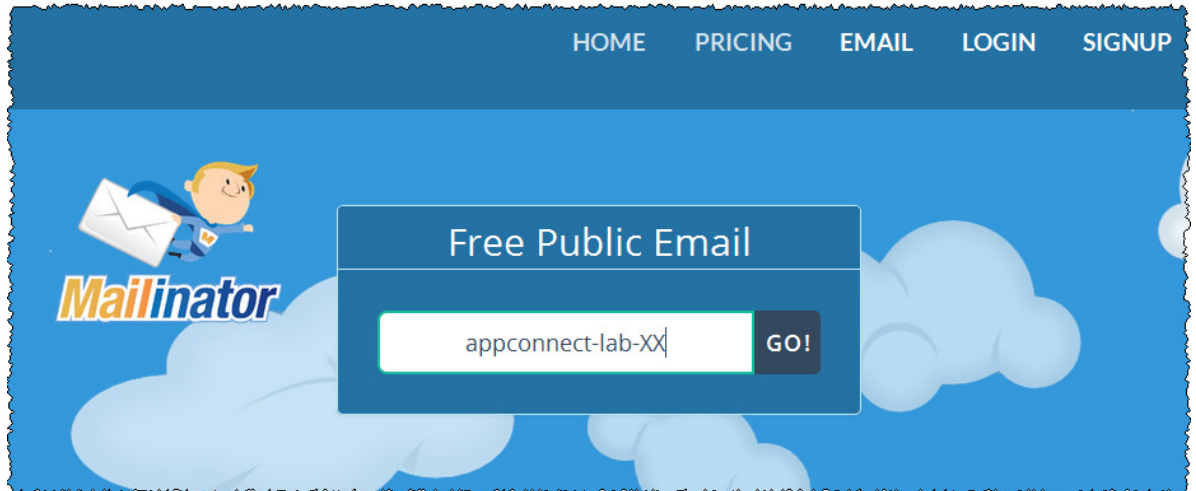 HOME PRICING EMAIL LOGIN SIGNUP
Mailinator
Free Public Email
appconnect-lab-XX GO!